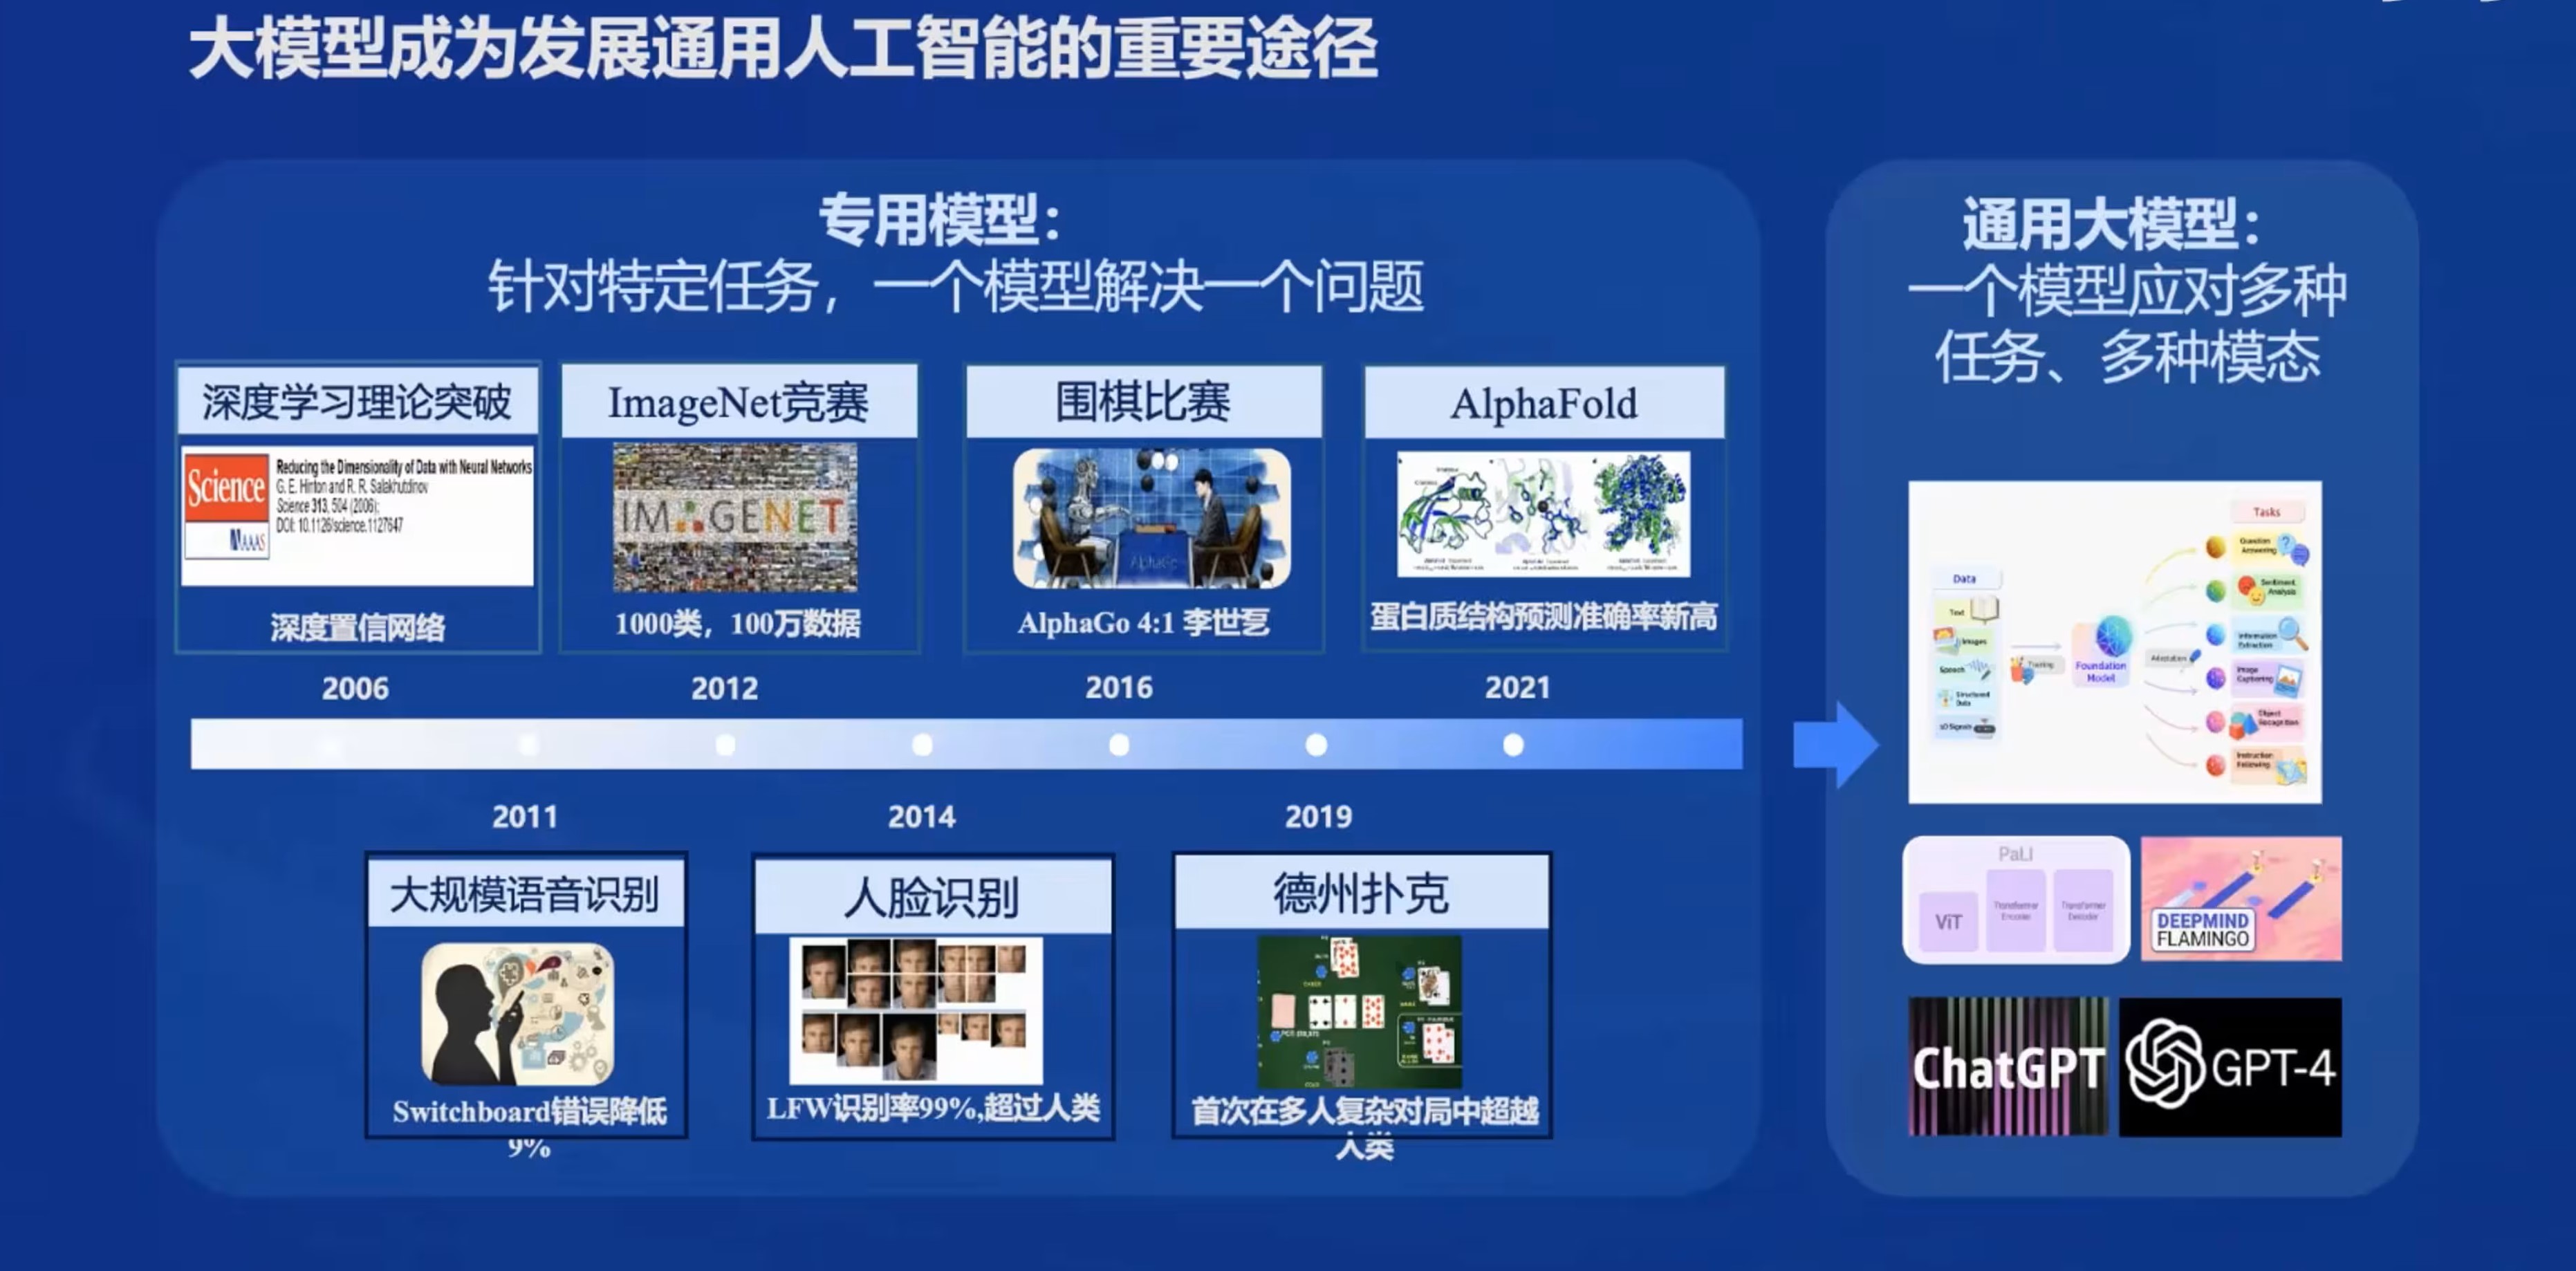 大模型成为发展通用人工智能的重要途径
专用模型：
针对特定任务，一个模型解决一个问题
深度学习理论突破
Science
AAAS
Reducing the Dimensionality of Data with Neural Networks
G. E. Hinton and R. R. Salakhutdinov
Science 313, 504 (2006);
DOI: 10.1126/science.1127647
深度置信网络
ImageNet竞赛
IMAGENET
1000类，100万数据
围棋比赛
AlphaGo
AlphaGo 4:1 李世乭
AlphaFold
蛋白质结构预测准确率新高
2006
2012
2016
2021
2011
2014
2019
大规模语音识别
Switchboard错误降低
9%
人脸识别
LFW识别率99%,超过人类
德州扑克
首次在多人复杂对局中超越
人类
通用大模型：
一个模型应对多种
任务、多种模态
Data
Text
Images
Speech
Structured
Data
3D Signals
Training
Foundation
Model
Adaptation
Tasks
Question
Answering
Sentiment
Analysis
Information
Extraction
Image
Captioning
Object
Recognition
Instruction
Following
PaLI
ViT
Transformer
Encoder
Transformer
Decoder
DEEPMIND
FLAMINGO
ChatGPT
GPT-4